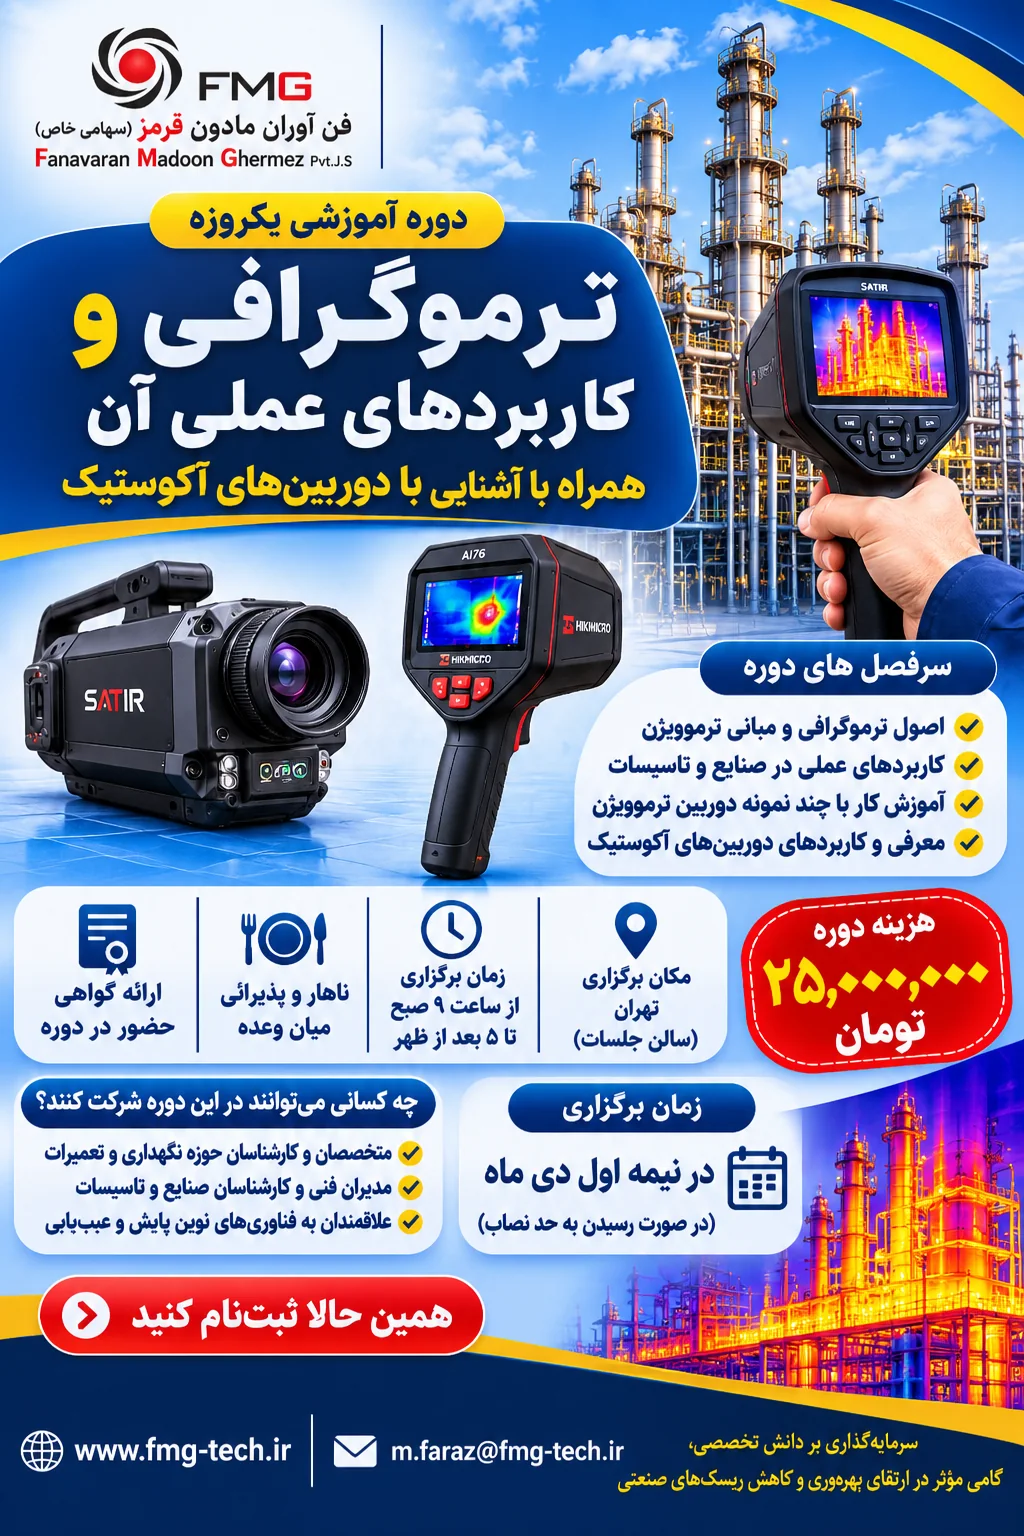 FMG
فن آوران مادون قرمز (سهامی خاص)
Fanavaran Madoon Ghermez Pvt.J.S
دوره آموزشی یکروزه
ترموگرافی و
کاربردهای عملی آن
همراه با آشنایی با دوربین‌های آکوستیک
SATIR
SATIR
AI76
HIKMICRO
HIKMICRO
سرفصل های دوره
اصول ترموگرافی و مبانی ترموویژن
کاربردهای عملی در صنایع و تاسیسات
آموزش کار با چند نمونه دوربین ترموویژن
معرفی و کاربردهای دوربین‌های آکوستیک
هزینه دوره
۲۵,۰۰۰,۰۰۰
تومان
مکان برگزاری
تهران
(سالن جلسات)
زمان برگزاری
از ساعت ۹ صبح
تا ۵ بعد از ظهر
ناهار و پذیرائی
میان وعده
ارائه گواهی
حضور در دوره
زمان برگزاری
در نیمه اول دی ماه
(در صورت رسیدن به حد نصاب)
چه کسانی می‌توانند در این دوره شرکت کنند؟
متخصصان و کارشناسان حوزه نگهداری و تعمیرات
مدیران فنی و کارشناسان صنایع و تاسیسات
علاقمندان به فناوری‌های نوین پایش و عیب‌یابی
همین حالا ثبت‌نام کنید
www.fmg-tech.ir
m.faraz@fmg-tech.ir
سرمایه‌گذاری بر دانش تخصصی،
گامی مؤثر در ارتقای بهره‌وری و کاهش ریسک‌های صنعتی